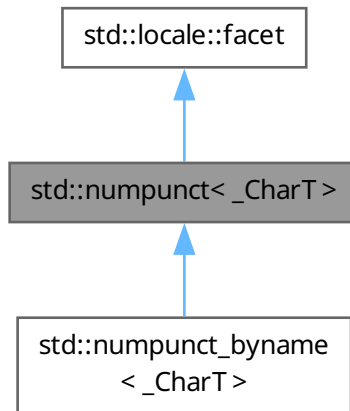 std::locale::facet
std::numpunct< _CharT >
std::numpunct_byname
< _CharT >